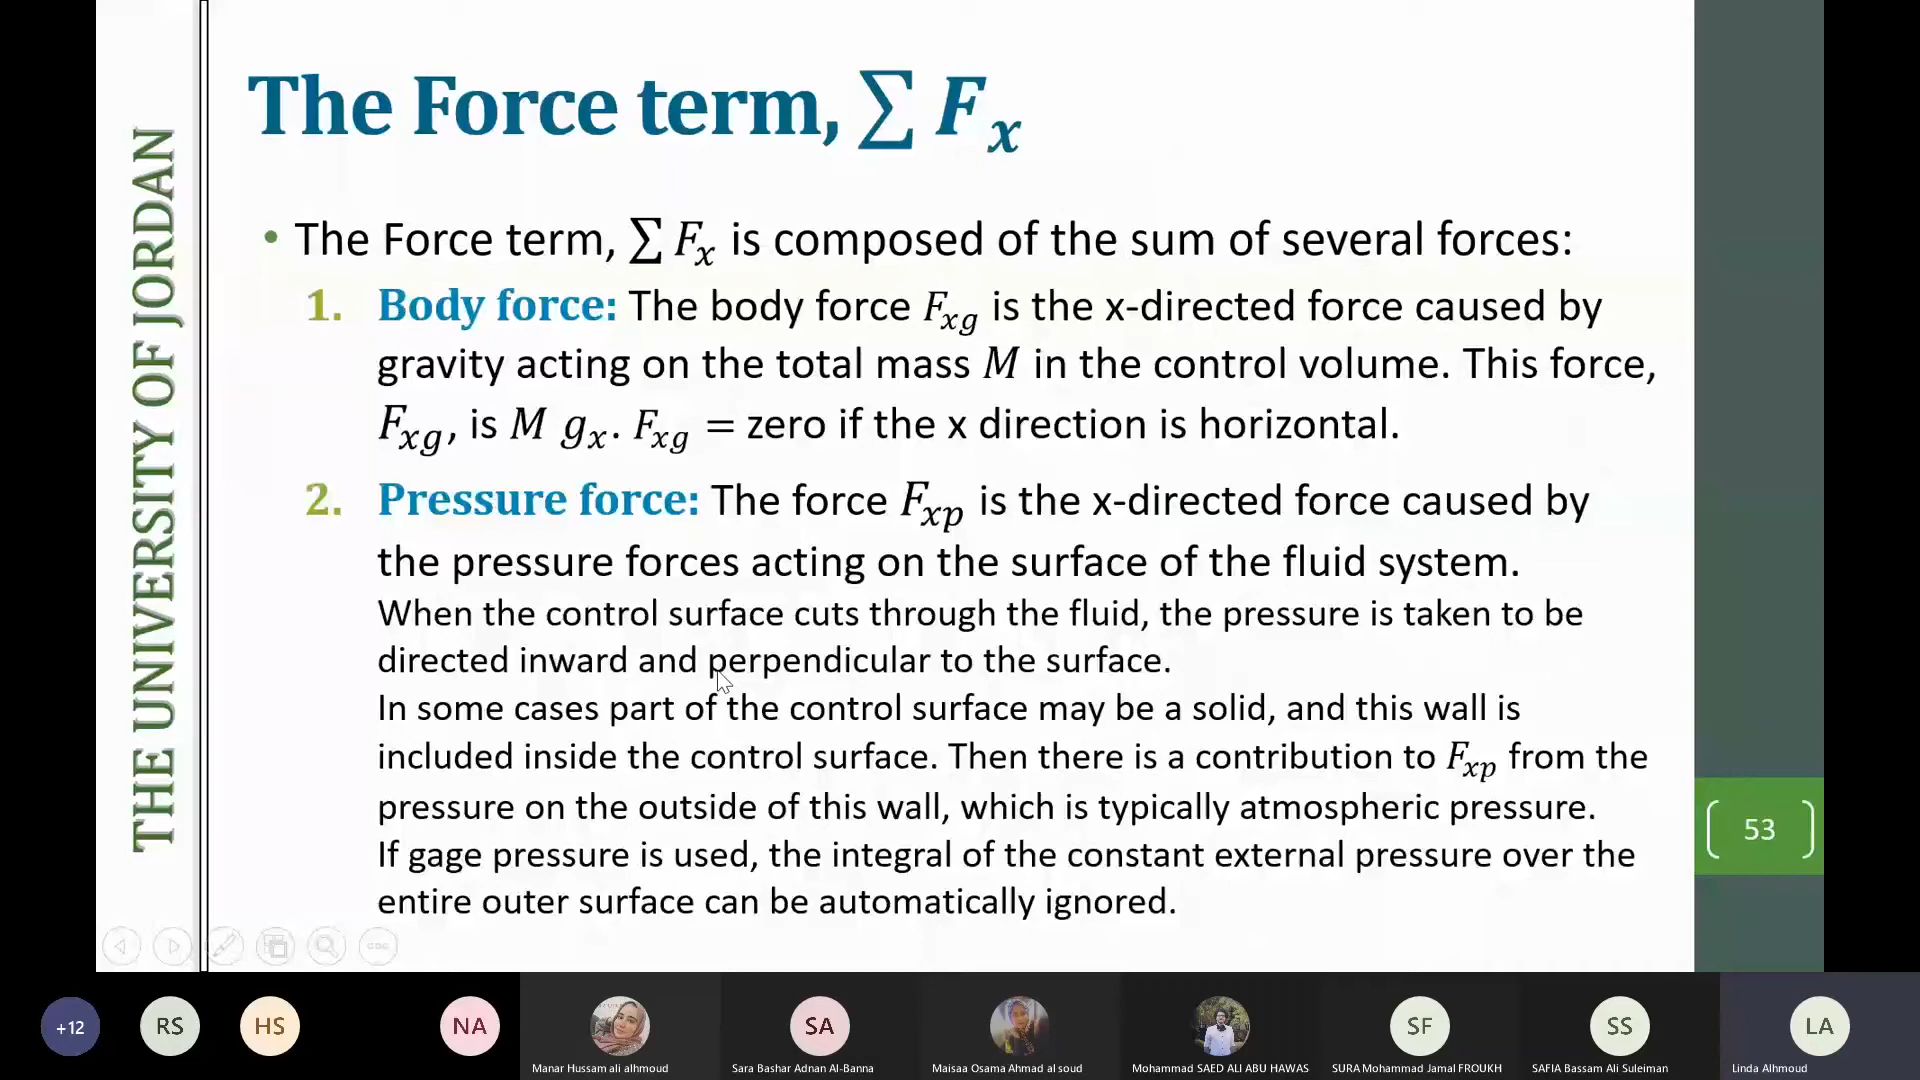 THE UNIVERSITY OF JORDAN
The Force term, ∑ Fₓ
• The Force term, ∑ Fₓ is composed of the sum of several forces:
1. Body force: The body force F_xg is the x-directed force caused by
gravity acting on the total mass M in the control volume. This force,
F_xg, is M gₓ. F_xg = zero if the x direction is horizontal.
2. Pressure force: The force F_xp is the x-directed force caused by
the pressure forces acting on the surface of the fluid system.
When the control surface cuts through the fluid, the pressure is taken to be
directed inward and perpendicular to the surface.
In some cases part of the control surface may be a solid, and this wall is
included inside the control surface. Then there is a contribution to F_xp from the
pressure on the outside of this wall, which is typically atmospheric pressure.
If gage pressure is used, the integral of the constant external pressure over the
entire outer surface can be automatically ignored.
53
+12
RS
HS
NA
SA
SF
SS
LA
Manar Hussam ali alhmoud
Sara Bashar Adnan Al-Banna
Maisaa Osama Ahmad al soud
Mohammad SAED ALI ABU HAWAS
SURA Mohammad Jamal FROUKH
SAFIA Bassam Ali Suleiman
Linda Alhmoud